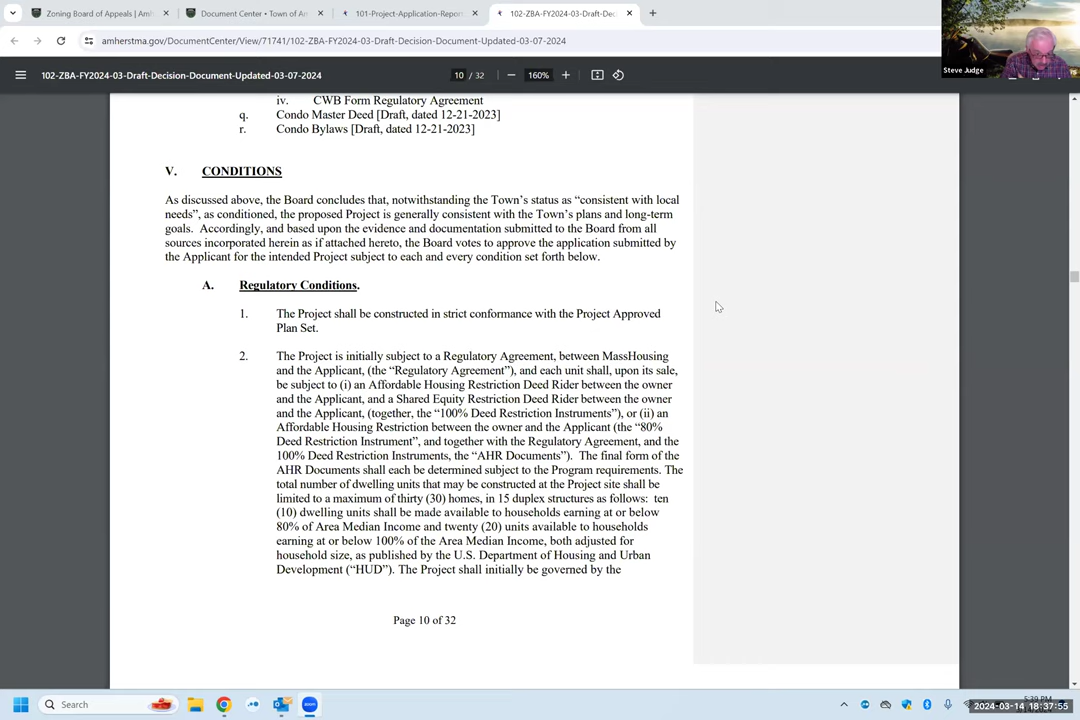 Zoning Board of Appeals | Amh
Document Center • Town of Am
101-Project-Application-Repor
102-ZBA-FY2024-03-Draft-Dec
amherstma.gov/DocumentCenter/View/71741/102-ZBA-FY2024-03-Draft-Decision-Document-Updated-03-07-2024
102-ZBA-FY2024-03-Draft-Decision-Document-Updated-03-07-2024
10 / 32
160%
Steve Judge
iv. CWB Form Regulatory Agreement
q. Condo Master Deed [Draft, dated 12-21-2023]
r. Condo Bylaws [Draft, dated 12-21-2023]
V. CONDITIONS
As discussed above, the Board concludes that, notwithstanding the Town's status as “consistent with local
needs”, as conditioned, the proposed Project is generally consistent with the Town's plans and long-term
goals. Accordingly, and based upon the evidence and documentation submitted to the Board from all
sources incorporated herein as if attached hereto, the Board votes to approve the application submitted by
the Applicant for the intended Project subject to each and every condition set forth below.
A. Regulatory Conditions.
1. The Project shall be constructed in strict conformance with the Project Approved
Plan Set.
2. The Project is initially subject to a Regulatory Agreement, between MassHousing
and the Applicant, (the “Regulatory Agreement”), and each unit shall, upon its sale,
be subject to (i) an Affordable Housing Restriction Deed Rider between the owner
and the Applicant, and a Shared Equity Restriction Deed Rider between the owner
and the Applicant, (together, the “100% Deed Restriction Instruments”), or (ii) an
Affordable Housing Restriction between the owner and the Applicant (the “80%
Deed Restriction Instrument”, and together with the Regulatory Agreement, and the
100% Deed Restriction Instruments, the “AHR Documents”). The final form of the
AHR Documents shall each be determined subject to the Program requirements. The
total number of dwelling units that may be constructed at the Project site shall be
limited to a maximum of thirty (30) homes, in 15 duplex structures as follows: ten
(10) dwelling units shall be made available to households earning at or below
80% of Area Median Income and twenty (20) units available to households
earning at or below 100% of the Area Median Income, both adjusted for
household size, as published by the U.S. Department of Housing and Urban
Development (“HUD”). The Project shall initially be governed by the
Page 10 of 32
Search
2024-03-14 18:37:55